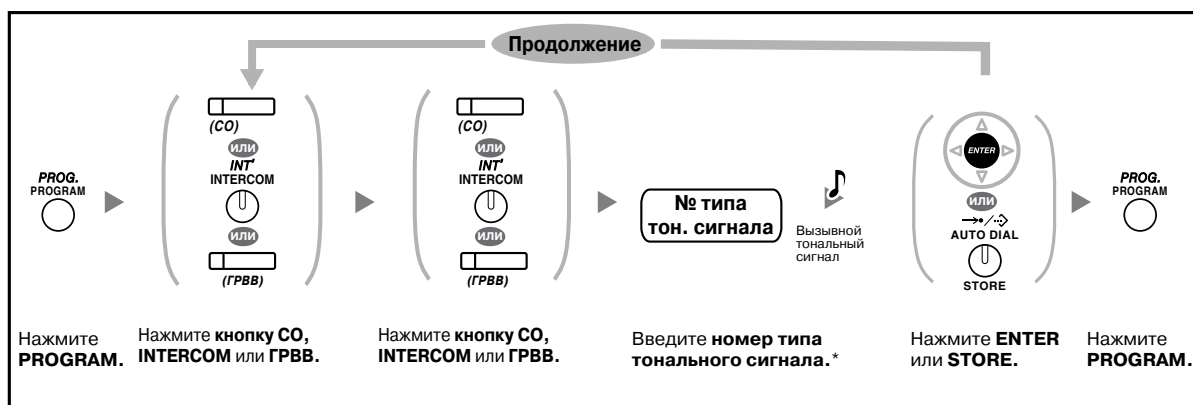 Продолжение
PROG.
PROGRAM
(CO)
или
INT'
INTERCOM
или
(ГРВВ)
(CO)
или
INT'
INTERCOM
или
(ГРВВ)
№ типа
тон. сигнала
Вызывной
тональный
сигнал
ENTER
или
AUTO DIAL
STORE
PROG.
PROGRAM
Нажмите
PROGRAM.
Нажмите кнопку CO,
INTERCOM или ГРВВ.
Нажмите кнопку CO,
INTERCOM или ГРВВ.
Введите номер типа
тонального сигнала.*
Нажмите ENTER
или STORE.
Нажмите
PROGRAM.